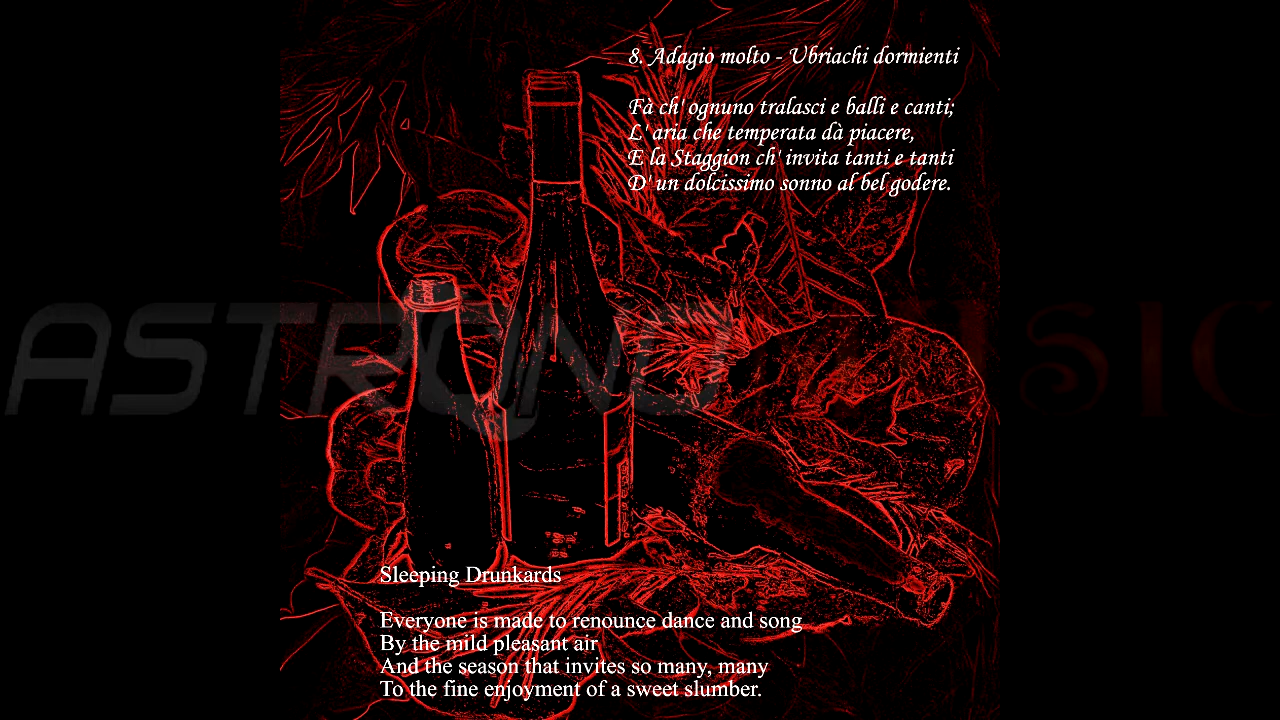 8. Adagio molto - Ubriachi dormienti
Fà ch' ognuno tralasci e balli e canti;
L' aria che temperata dà piacere,
E la Staggion ch' invita tanti e tanti
D' un dolcissimo sonno al bel godere.
ASTRONOMUSIC
Sleeping Drunkards
Everyone is made to renounce dance and song
By the mild pleasant air
And the season that invites so many, many
To the fine enjoyment of a sweet slumber.